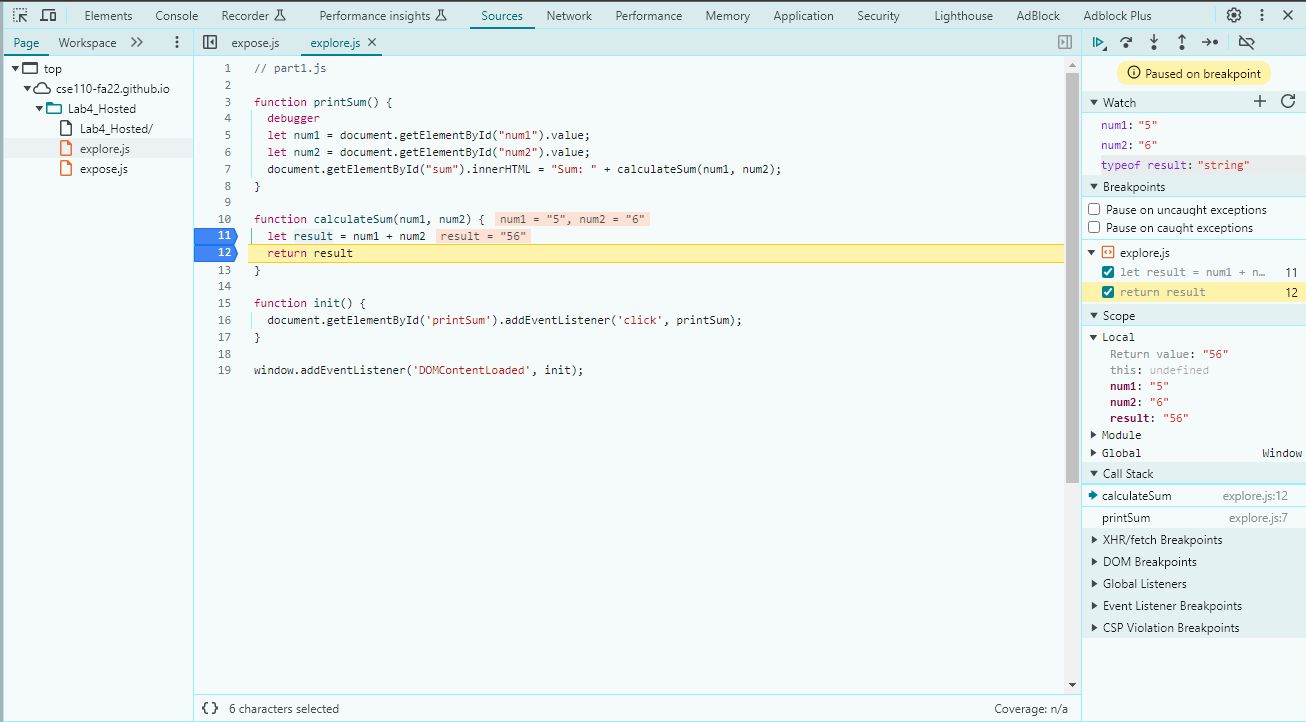 Elements Console Recorder Performance insights Sources Network Performance Memory Application Security Lighthouse AdBlock Adblock Plus
Page Workspace
top
cse110-fa22.github.io
Lab4_Hosted
Lab4_Hosted/
explore.js
expose.js
expose.js explore.js
1 // part1.js
2
3 function printSum() {
4 debugger
5 let num1 = document.getElementById("num1").value;
6 let num2 = document.getElementById("num2").value;
7 document.getElementById("sum").innerHTML = "Sum: " + calculateSum(num1, num2);
8 }
9
10 function calculateSum(num1, num2) { num1 = "5", num2 = "6"
11 let result = num1 + num2 result = "56"
12 return result
13 }
14
15 function init() {
16 document.getElementById('printSum').addEventListener('click', printSum);
17 }
18
19 window.addEventListener('DOMContentLoaded', init);
{} 6 characters selected Coverage: n/a
Paused on breakpoint
Watch
num1: "5"
num2: "6"
typeof result: "string"
Breakpoints
Pause on uncaught exceptions
Pause on caught exceptions
explore.js
let result = num1 + n… 11
return result 12
Scope
Local
Return value: "56"
this: undefined
num1: "5"
num2: "6"
result: "56"
Module
Global Window
Call Stack
calculateSum explore.js:12
printSum explore.js:7
XHR/fetch Breakpoints
DOM Breakpoints
Global Listeners
Event Listener Breakpoints
CSP Violation Breakpoints